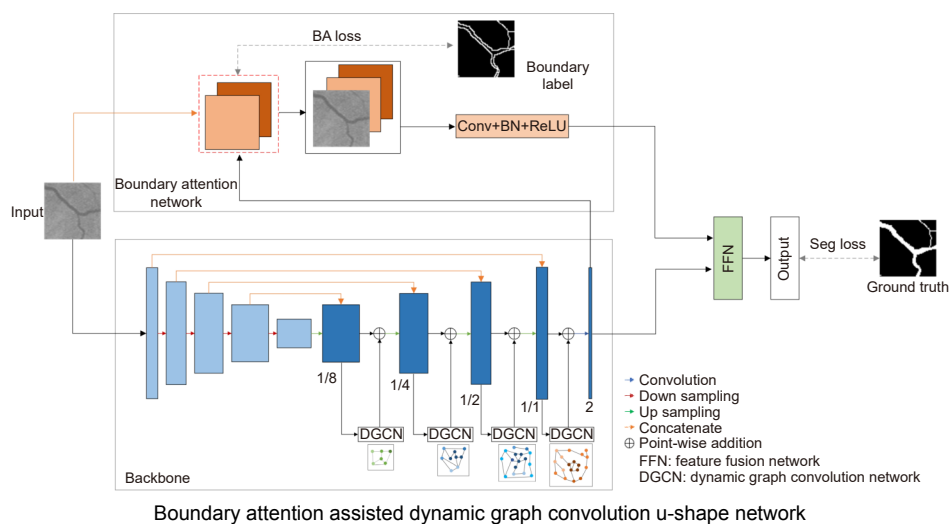 BA loss
Boundary
label
Conv+BN+ReLU
Boundary attention
network
Input
FFN
Output
Seg loss
Ground truth
1/8
1/4
1/2
1/1
2
DGCN
DGCN
DGCN
DGCN
Backbone
Convolution
Down sampling
Up sampling
Concatenate
Point-wise addition
FFN: feature fusion network
DGCN: dynamic graph convolution network
Boundary attention assisted dynamic graph convolution u-shape network